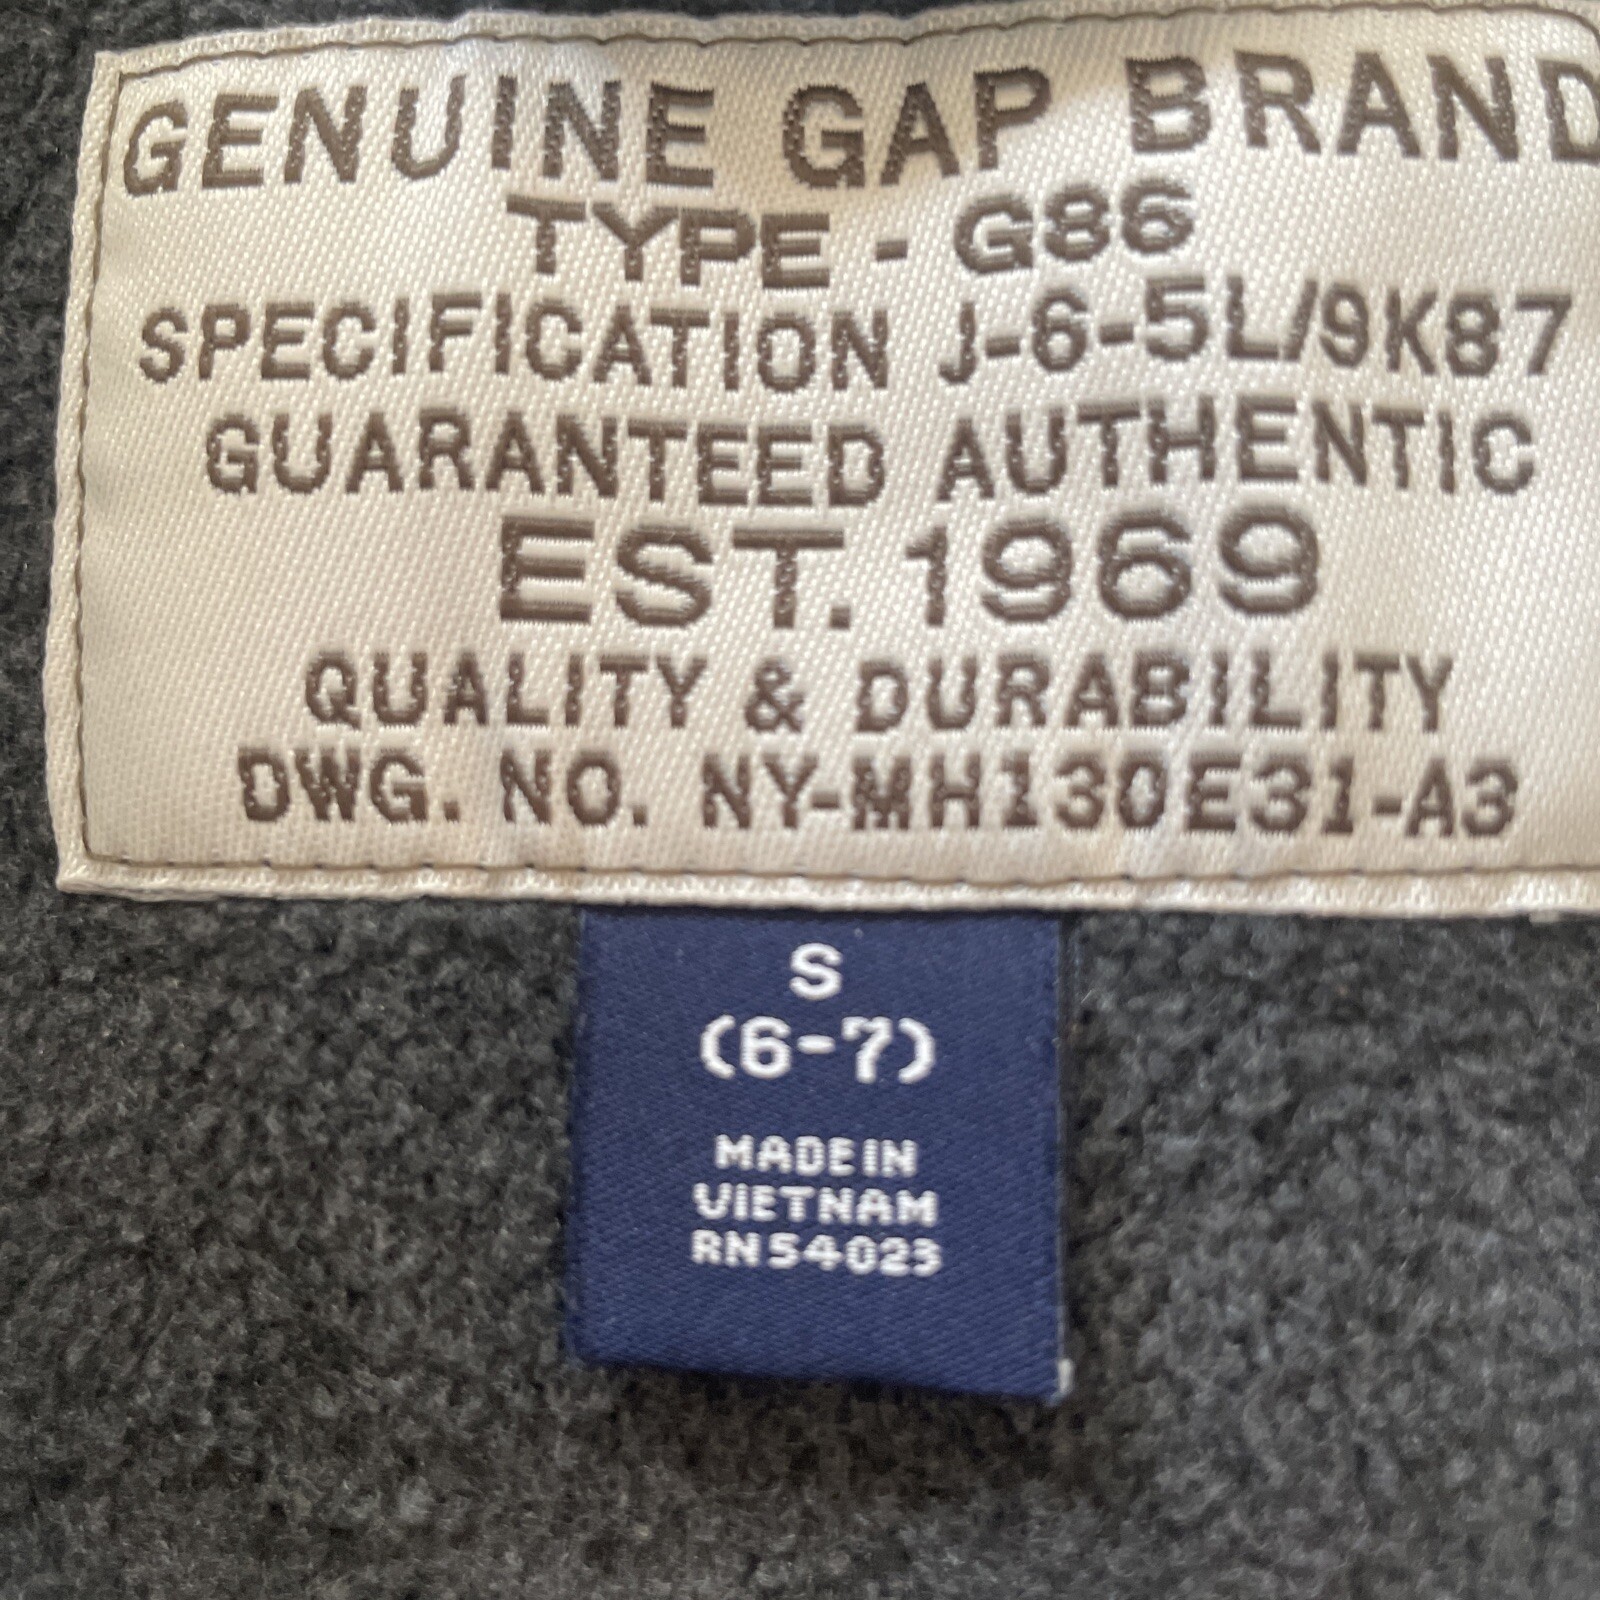 GENUINE GAP BRAND
TYPE - G86
SPECIFICATION J-6-5L/9K87
GUARANTEED AUTHENTIC
EST. 1969
QUALITY & DURABILITY
DWG. NO. NY-MH130E31-A3
S
(6-7)
MADE IN
VIETNAM
RN54023